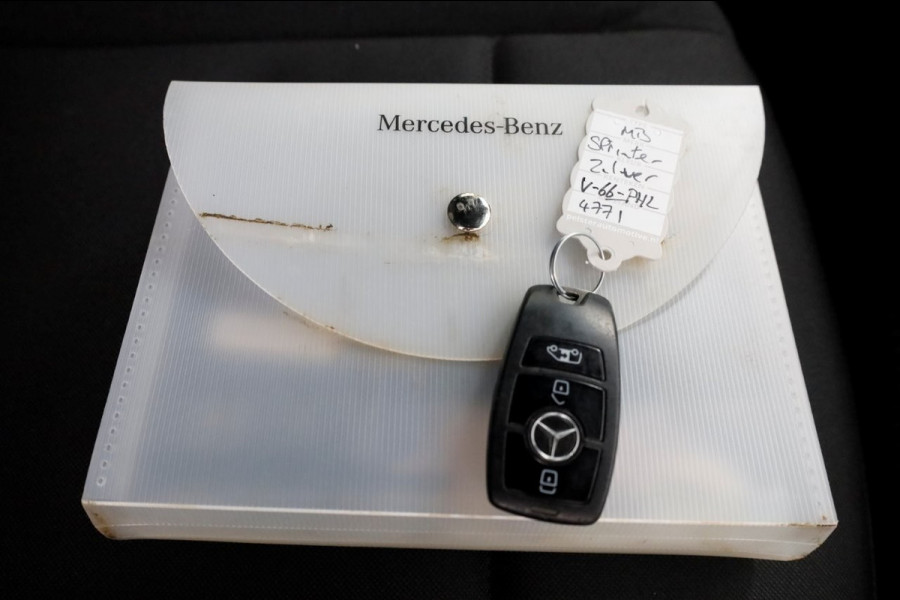 Mercedes-Benz
MB
Sprinter
Zilver
V-66-PHL
4771